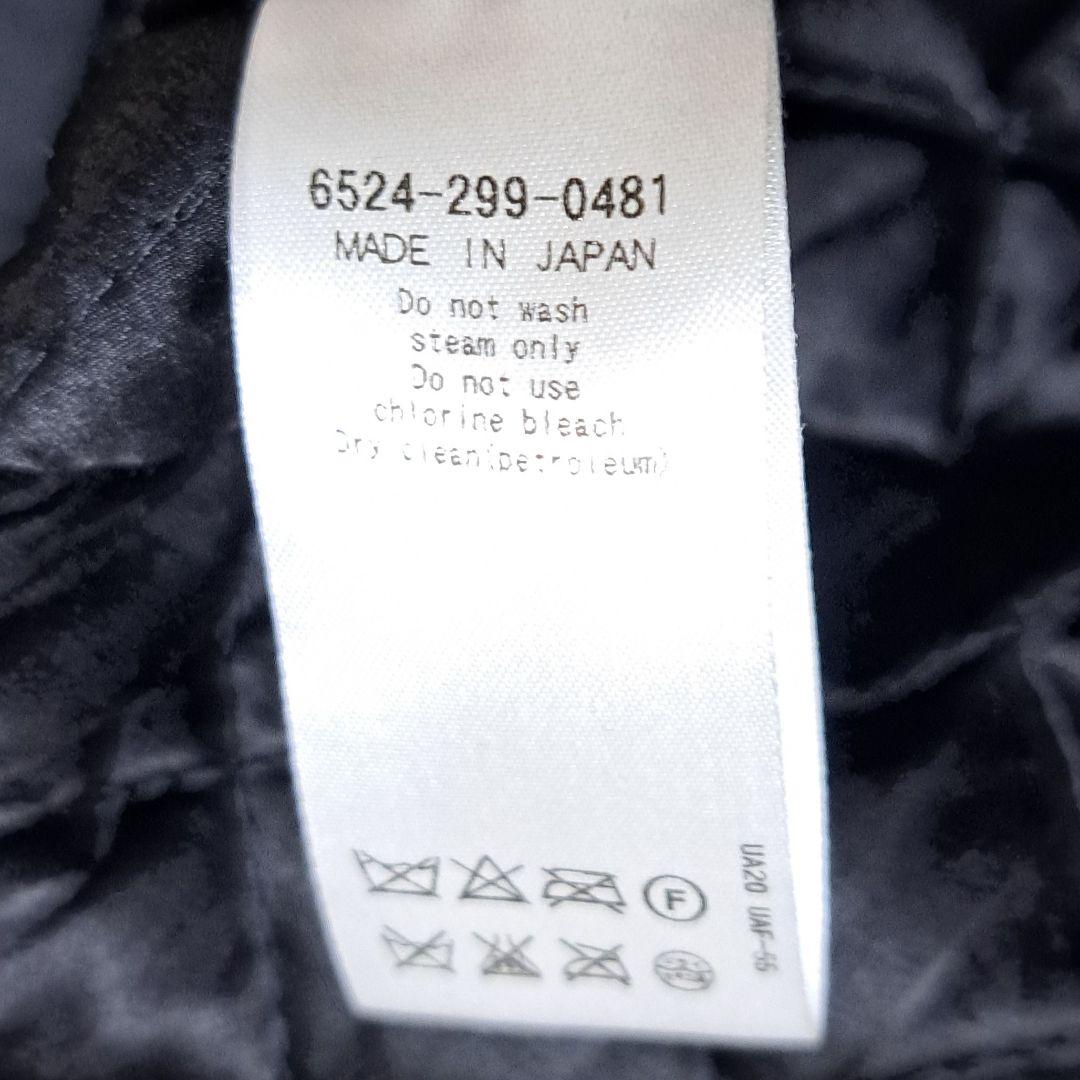 6524-299-0481
MADE IN JAPAN
Do not wash
steam only
Do not use
chlorine bleach
Dry clean(petroleum)
F
UA20 UAF-55